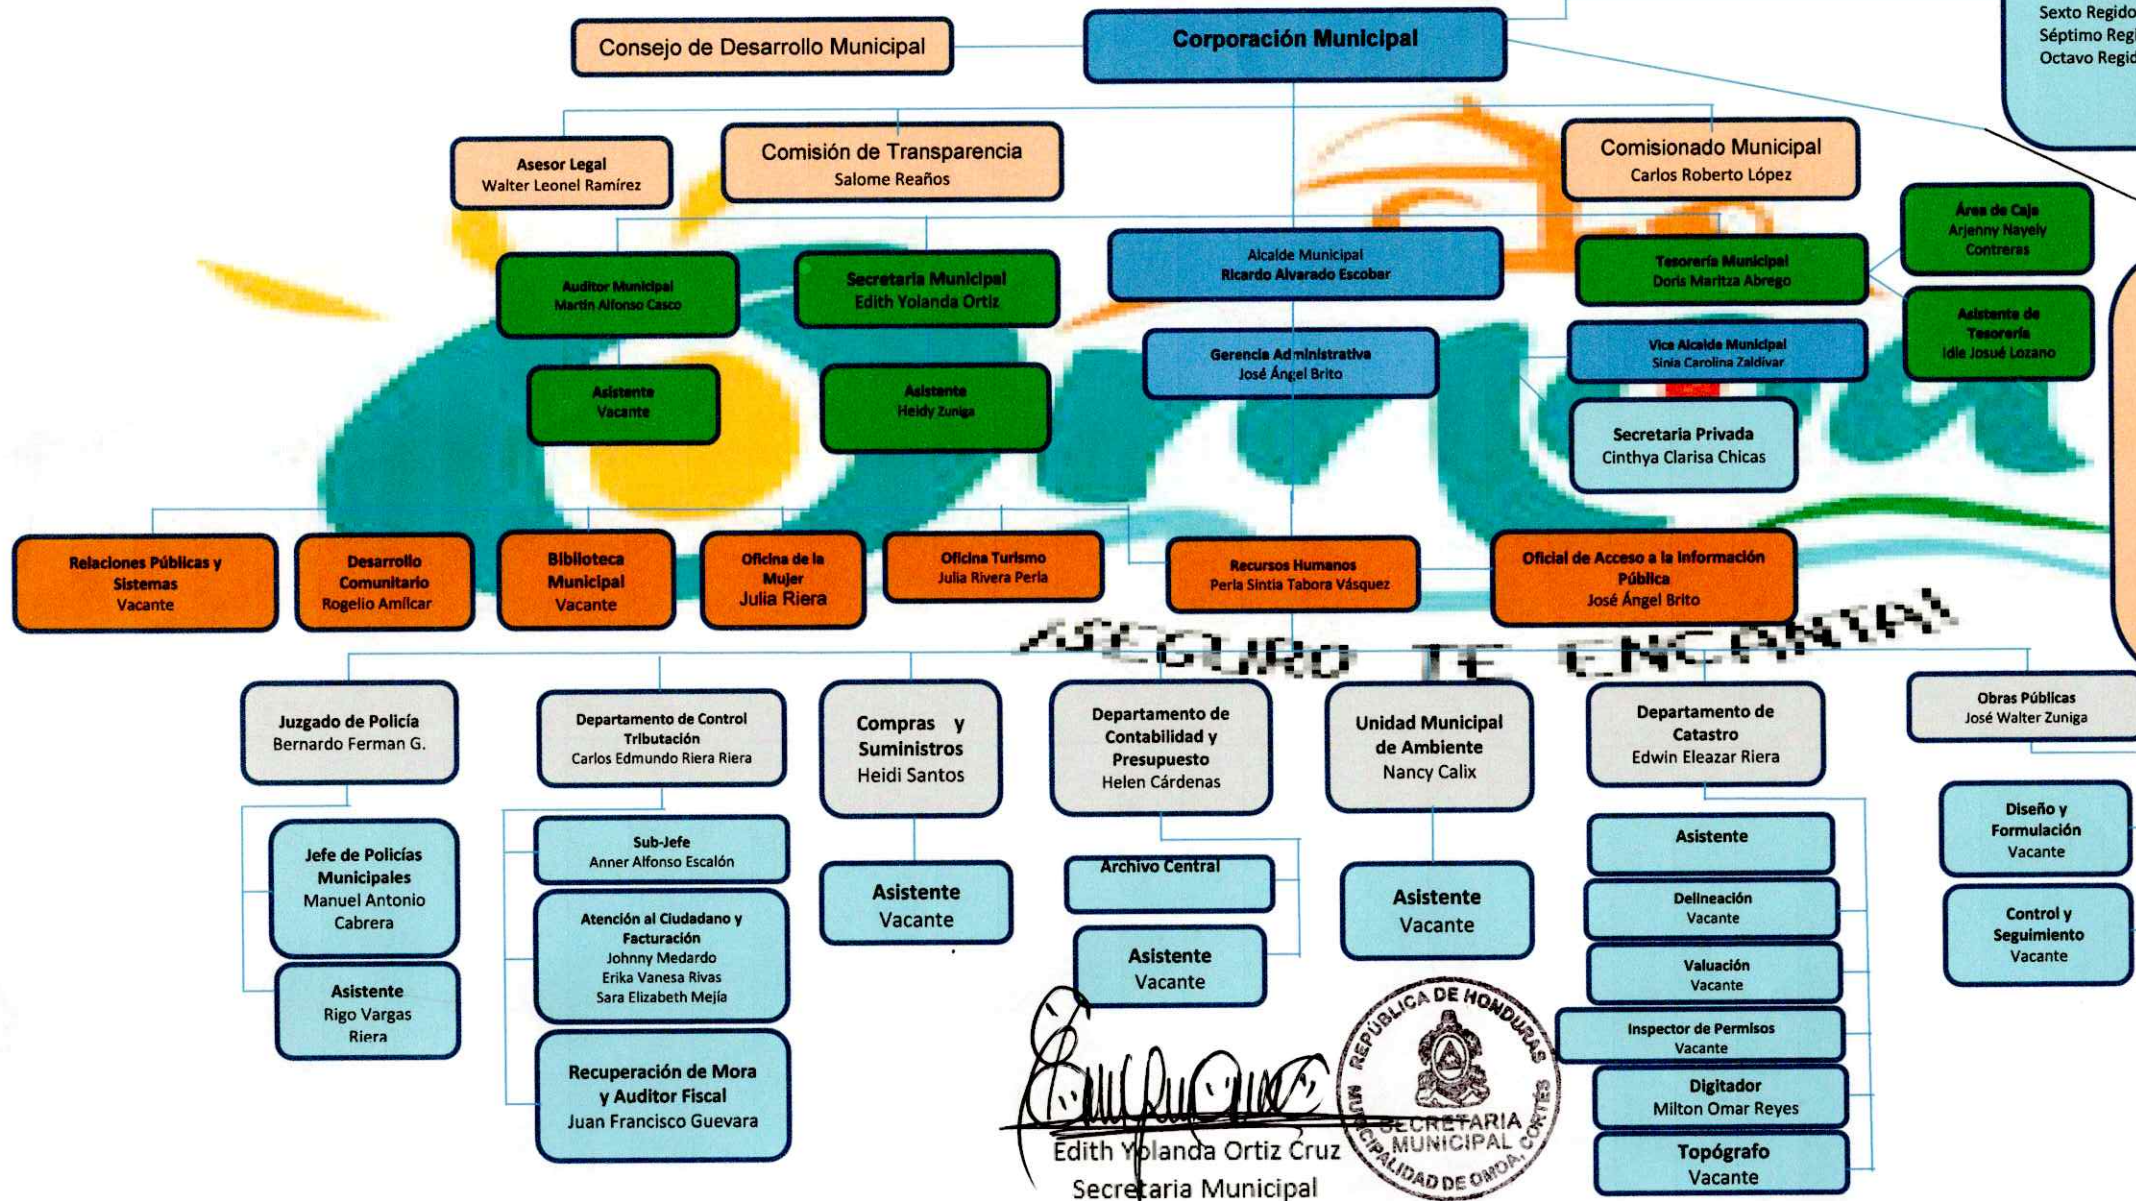 Sexto Regido
Séptimo Regi
Octavo Regid
Consejo de Desarrollo Municipal
Corporación Municipal
Asesor Legal
Walter Leonel Ramírez
Comisión de Transparencia
Salome Reaños
Comisionado Municipal
Carlos Roberto López
Auditor Municipal
Martín Alfonso Casco
Secretaria Municipal
Edith Yolanda Ortiz
Alcalde Municipal
Ricardo Alvarado Escobar
Tesorería Municipal
Doris Maritza Abrego
Área de Caja
Arjenny Nayely
Contreras
Asistente de
Tesorería
Idie Josué Lozano
Gerencia Administrativa
José Ángel Brito
Vice Alcalde Municipal
Sinia Carolina Zaldívar
Asistente
Vacante
Asistente
Heidy Zuniga
Secretaria Privada
Cinthya Clarisa Chicas
Relaciones Públicas y
Sistemas
Vacante
Desarrollo
Comunitario
Rogelio Amílcar
Biblioteca
Municipal
Vacante
Oficina de la
Mujer
Julia Riera
Oficina Turismo
Julia Rivera Perla
Recursos Humanos
Perla Sintia Tabora Vásquez
Oficial de Acceso a la Información
Pública
José Ángel Brito
ASEGURO TE ENCANTA!
Juzgado de Policía
Bernardo Ferman G.
Departamento de Control
Tributación
Carlos Edmundo Riera Riera
Compras y
Suministros
Heidi Santos
Departamento de
Contabilidad y
Presupuesto
Helen Cárdenas
Unidad Municipal
de Ambiente
Nancy Calix
Departamento de
Catastro
Edwin Eleazar Riera
Obras Públicas
José Walter Zuniga
Jefe de Policías
Municipales
Manuel Antonio
Cabrera
Asistente
Rigo Vargas
Riera
Sub-Jefe
Anner Alfonso Escalón
Atención al Ciudadano y
Facturación
Johnny Medardo
Erika Vanesa Rivas
Sara Elizabeth Mejía
Recuperación de Mora
y Auditor Fiscal
Juan Francisco Guevara
Asistente
Vacante
Archivo Central
Asistente
Vacante
Asistente
Vacante
Asistente
Delineación
Vacante
Valuación
Vacante
Inspector de Permisos
Vacante
Digitador
Milton Omar Reyes
Topógrafo
Vacante
Diseño y
Formulación
Vacante
Control y
Seguimiento
Vacante
Edith Yolanda Ortiz Cruz
Secretaria Municipal
REPÚBLICA DE HONDURAS
SECRETARIA
MUNICIPAL
MUNICIPALIDAD DE OMOA, CORTÉS